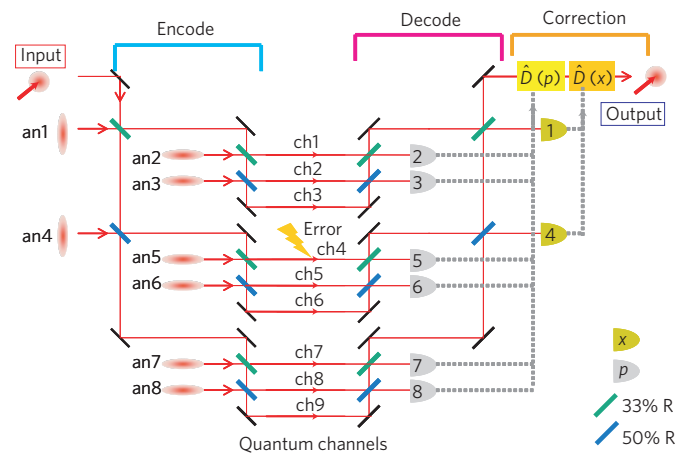 Encode
Decode
Correction
Input
D̂ (p)
D̂ (x)
Output
an1
1
ch1
an2
2
ch2
an3
3
ch3
an4
4
Error
ch4
an5
5
ch5
an6
6
ch6
ch7
an7
7
ch8
an8
8
ch9
x
p
33% R
50% R
Quantum channels